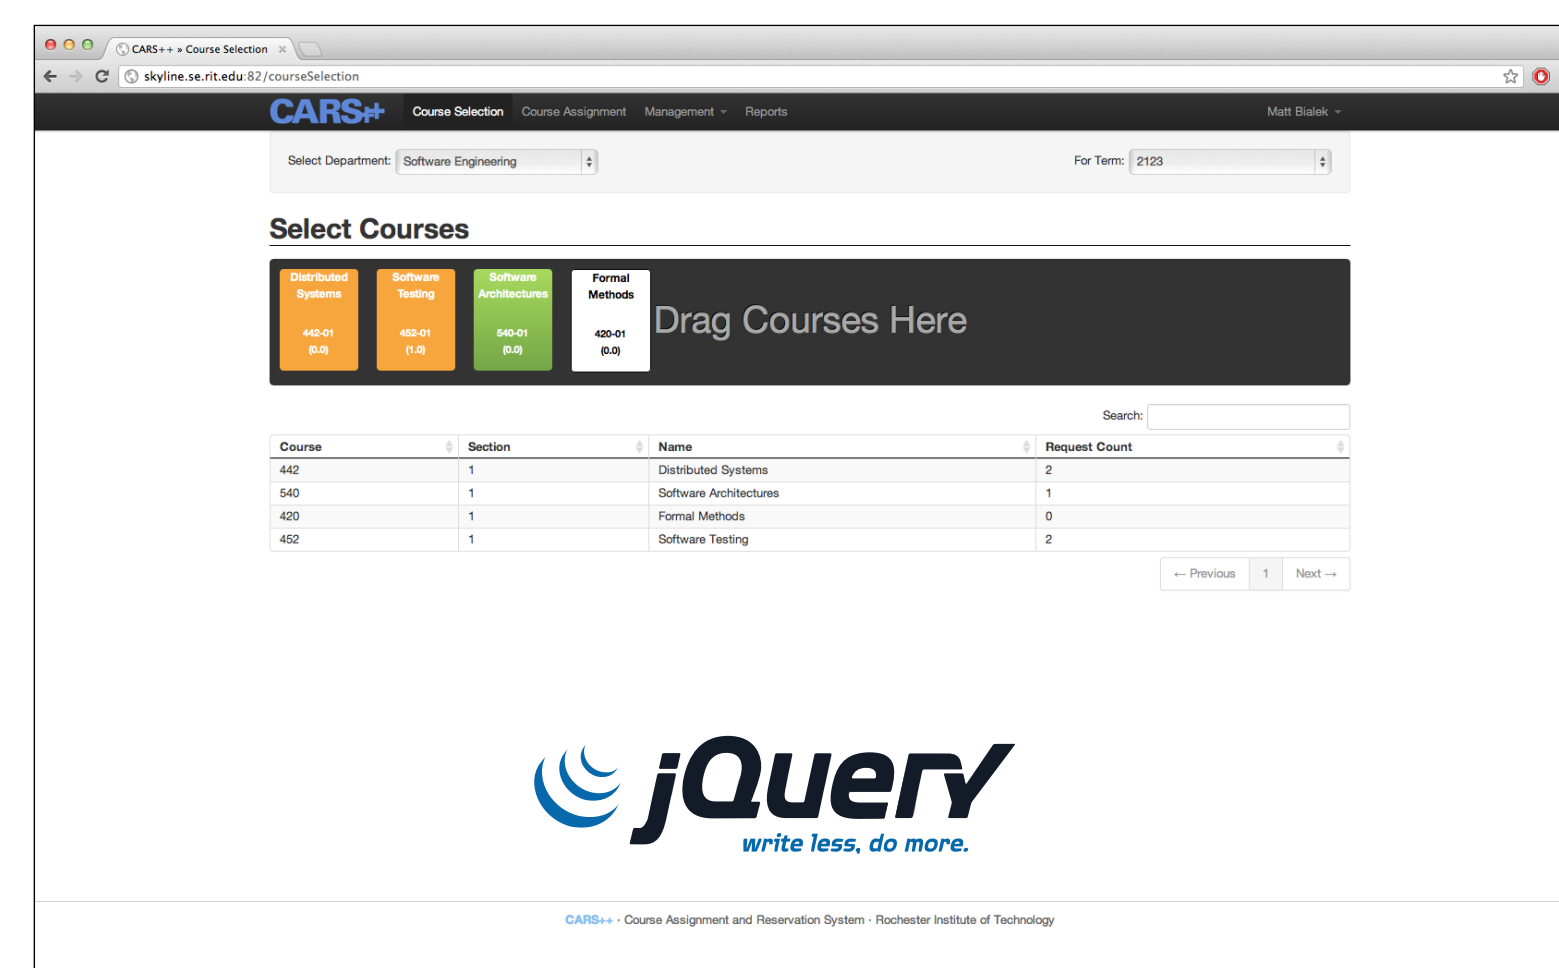 CARS++ » Course Selection
skyline.se.rit.edu:82/courseSelection
CARS++ Course Selection Course Assignment Management Reports Matt Bialek
Select Department: Software Engineering For Term: 2123
Select Courses
Distributed Systems 442-01 (0.0)
Software Testing 452-01 (1.0)
Software Architectures 540-01 (0.0)
Formal Methods 420-01 (0.0)
Drag Courses Here
Search:
Course Section Name Request Count
442 1 Distributed Systems 2
540 1 Software Architectures 1
420 1 Formal Methods 0
452 1 Software Testing 2
← Previous 1 Next →
jQuery
write less, do more.
CARS++ · Course Assignment and Reservation System · Rochester Institute of Technology